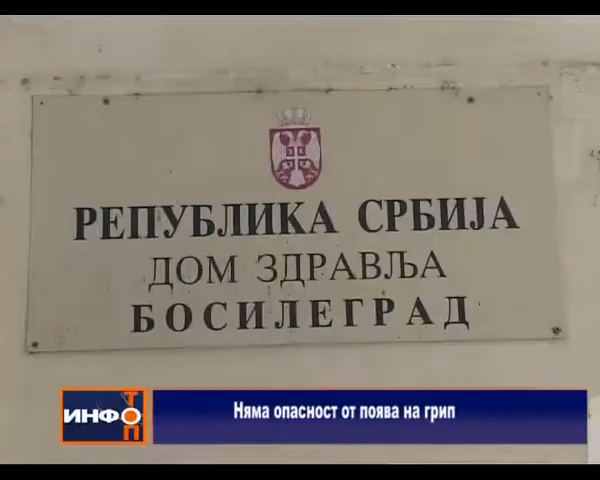 РЕПУБЛИКА СРБИЈА
ДОМ ЗДРАВЉА
БОСИЛЕГРАД
ИНФО
ТОП
Няма опасност от поява на грип